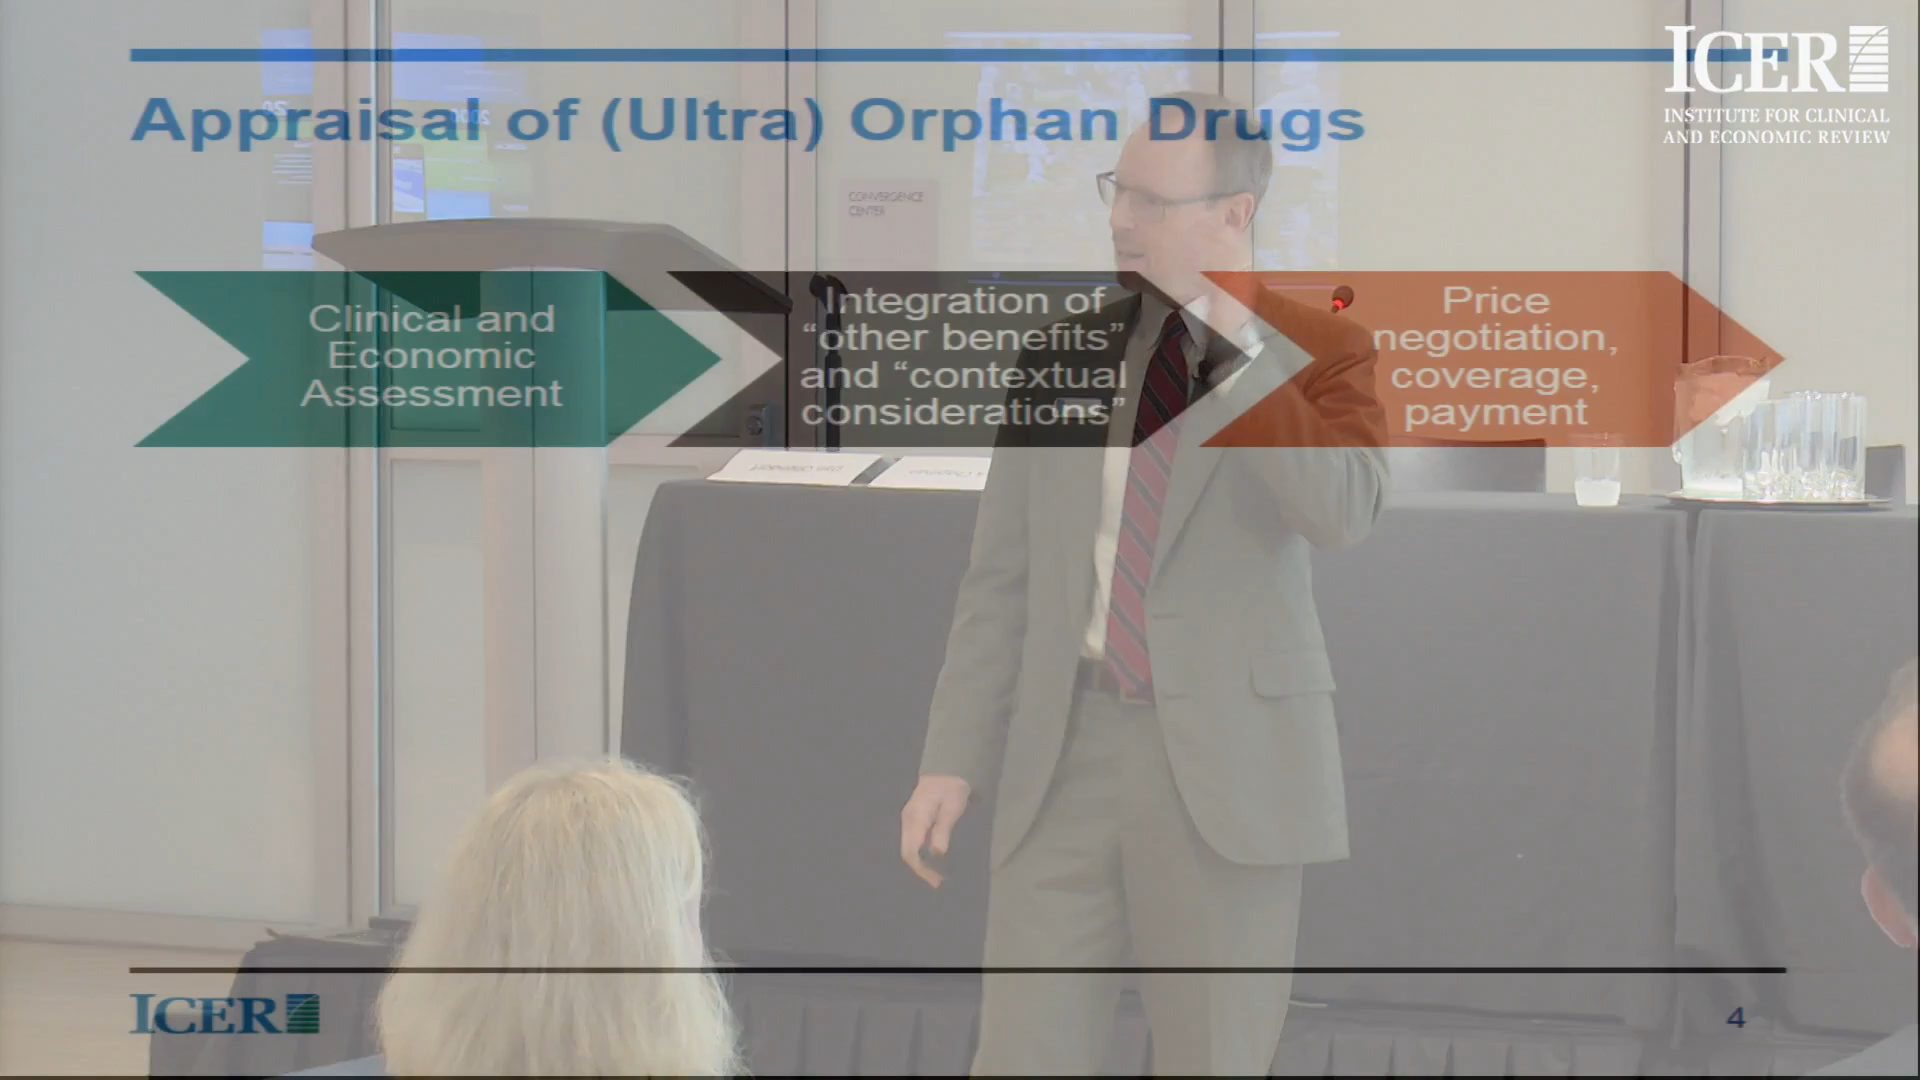 ICER
INSTITUTE FOR CLINICAL
AND ECONOMIC REVIEW
Appraisal of (Ultra) Orphan Drugs
CONVERGENCE
CENTER
Clinical and
Economic
Assessment
Integration of
“other benefits”
and “contextual
considerations”
Price
negotiation,
coverage,
payment
ICER
4